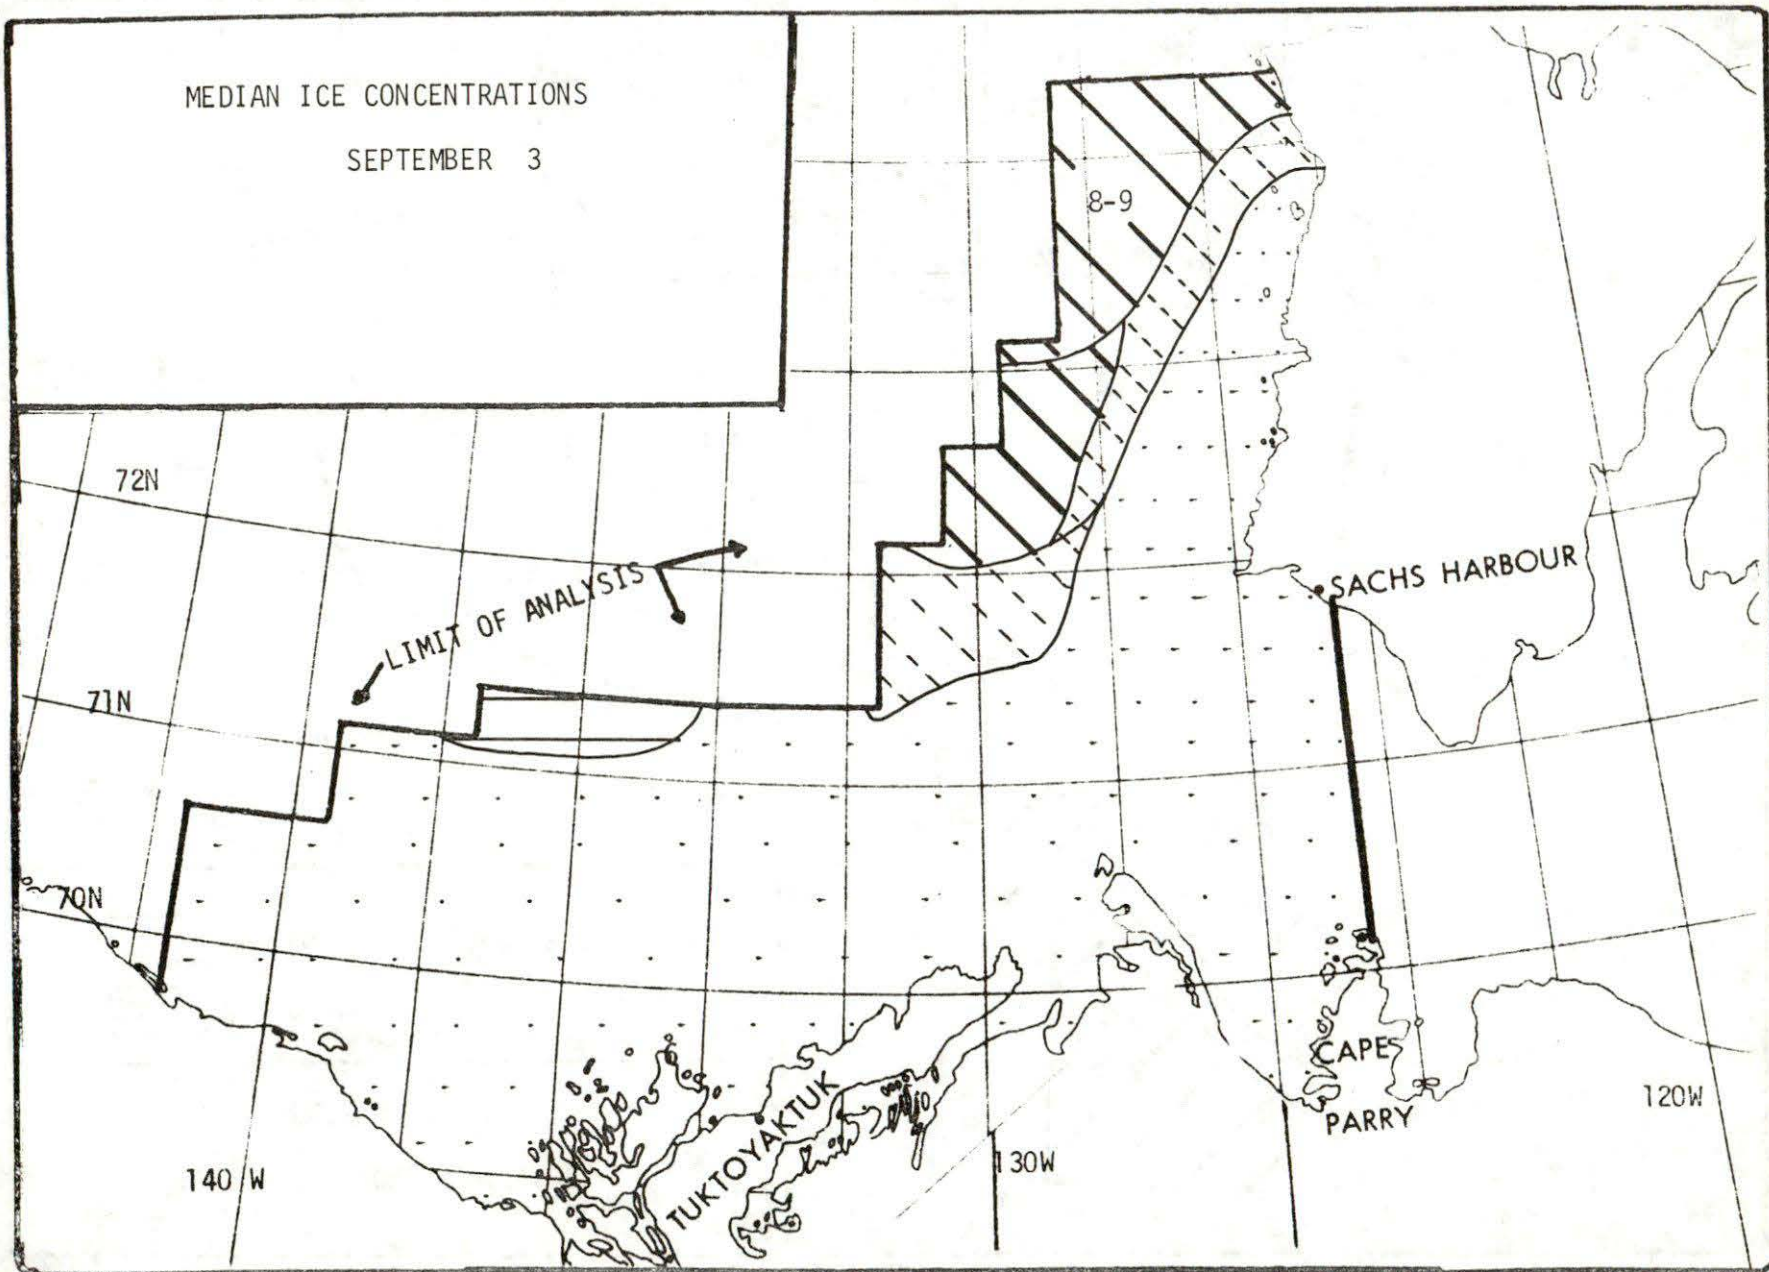 MEDIAN ICE CONCENTRATIONS
SEPTEMBER 3
8-9
72N
LIMIT OF ANALYSIS
SACHS HARBOUR
71N
70N
CAPE
PARRY
120W
TUKTOYAKTUK
140 W
130W